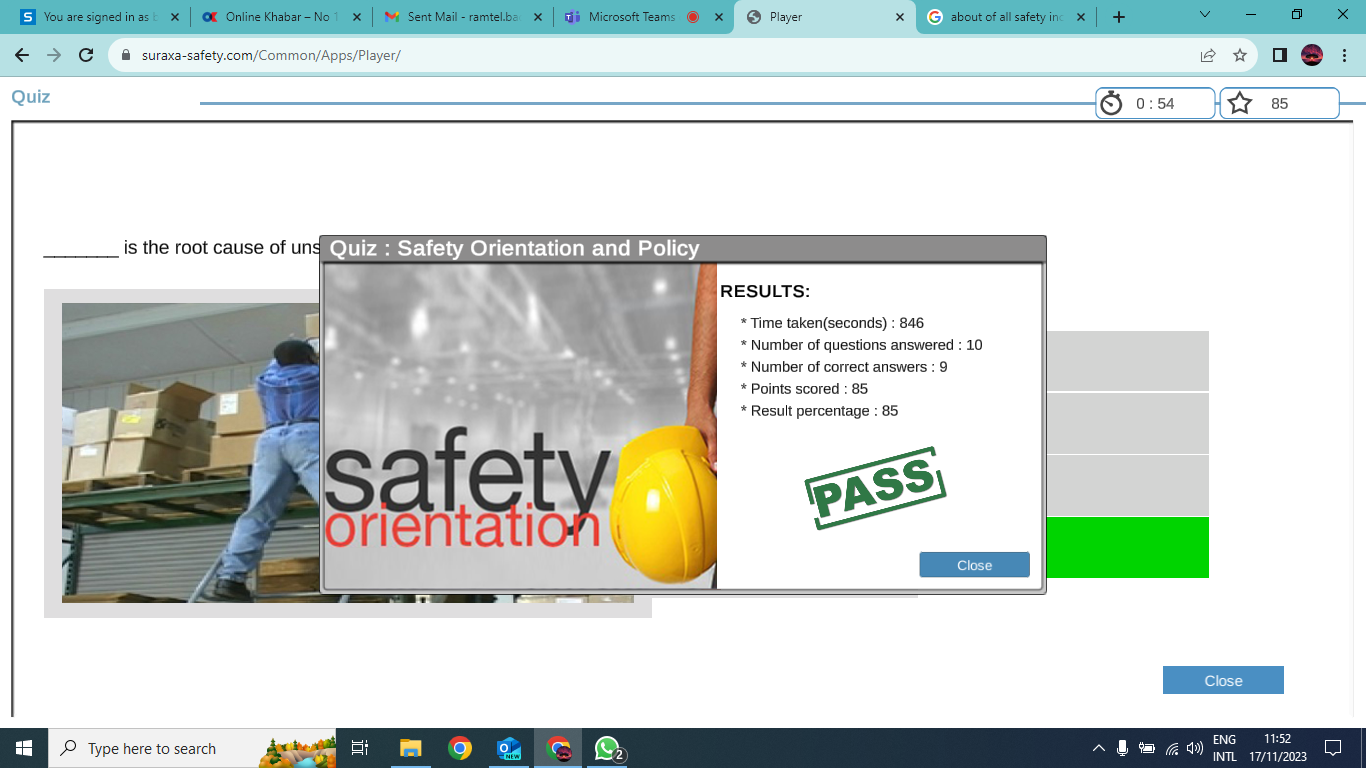 You are signed in as b
Online Khabar – No 1
Sent Mail - ramtel.ba
Microsoft Teams
Player
about of all safety inc
suraxa-safety.com/Common/Apps/Player/
Quiz
0 : 54
85
_______ is the root cause of uns
Quiz : Safety Orientation and Policy
safety
orientation
RESULTS:
* Time taken(seconds) : 846
* Number of questions answered : 10
* Number of correct answers : 9
* Points scored : 85
* Result percentage : 85
PASS
Close
Close
Type here to search
NEW
2
ENG
INTL
11:52
17/11/2023